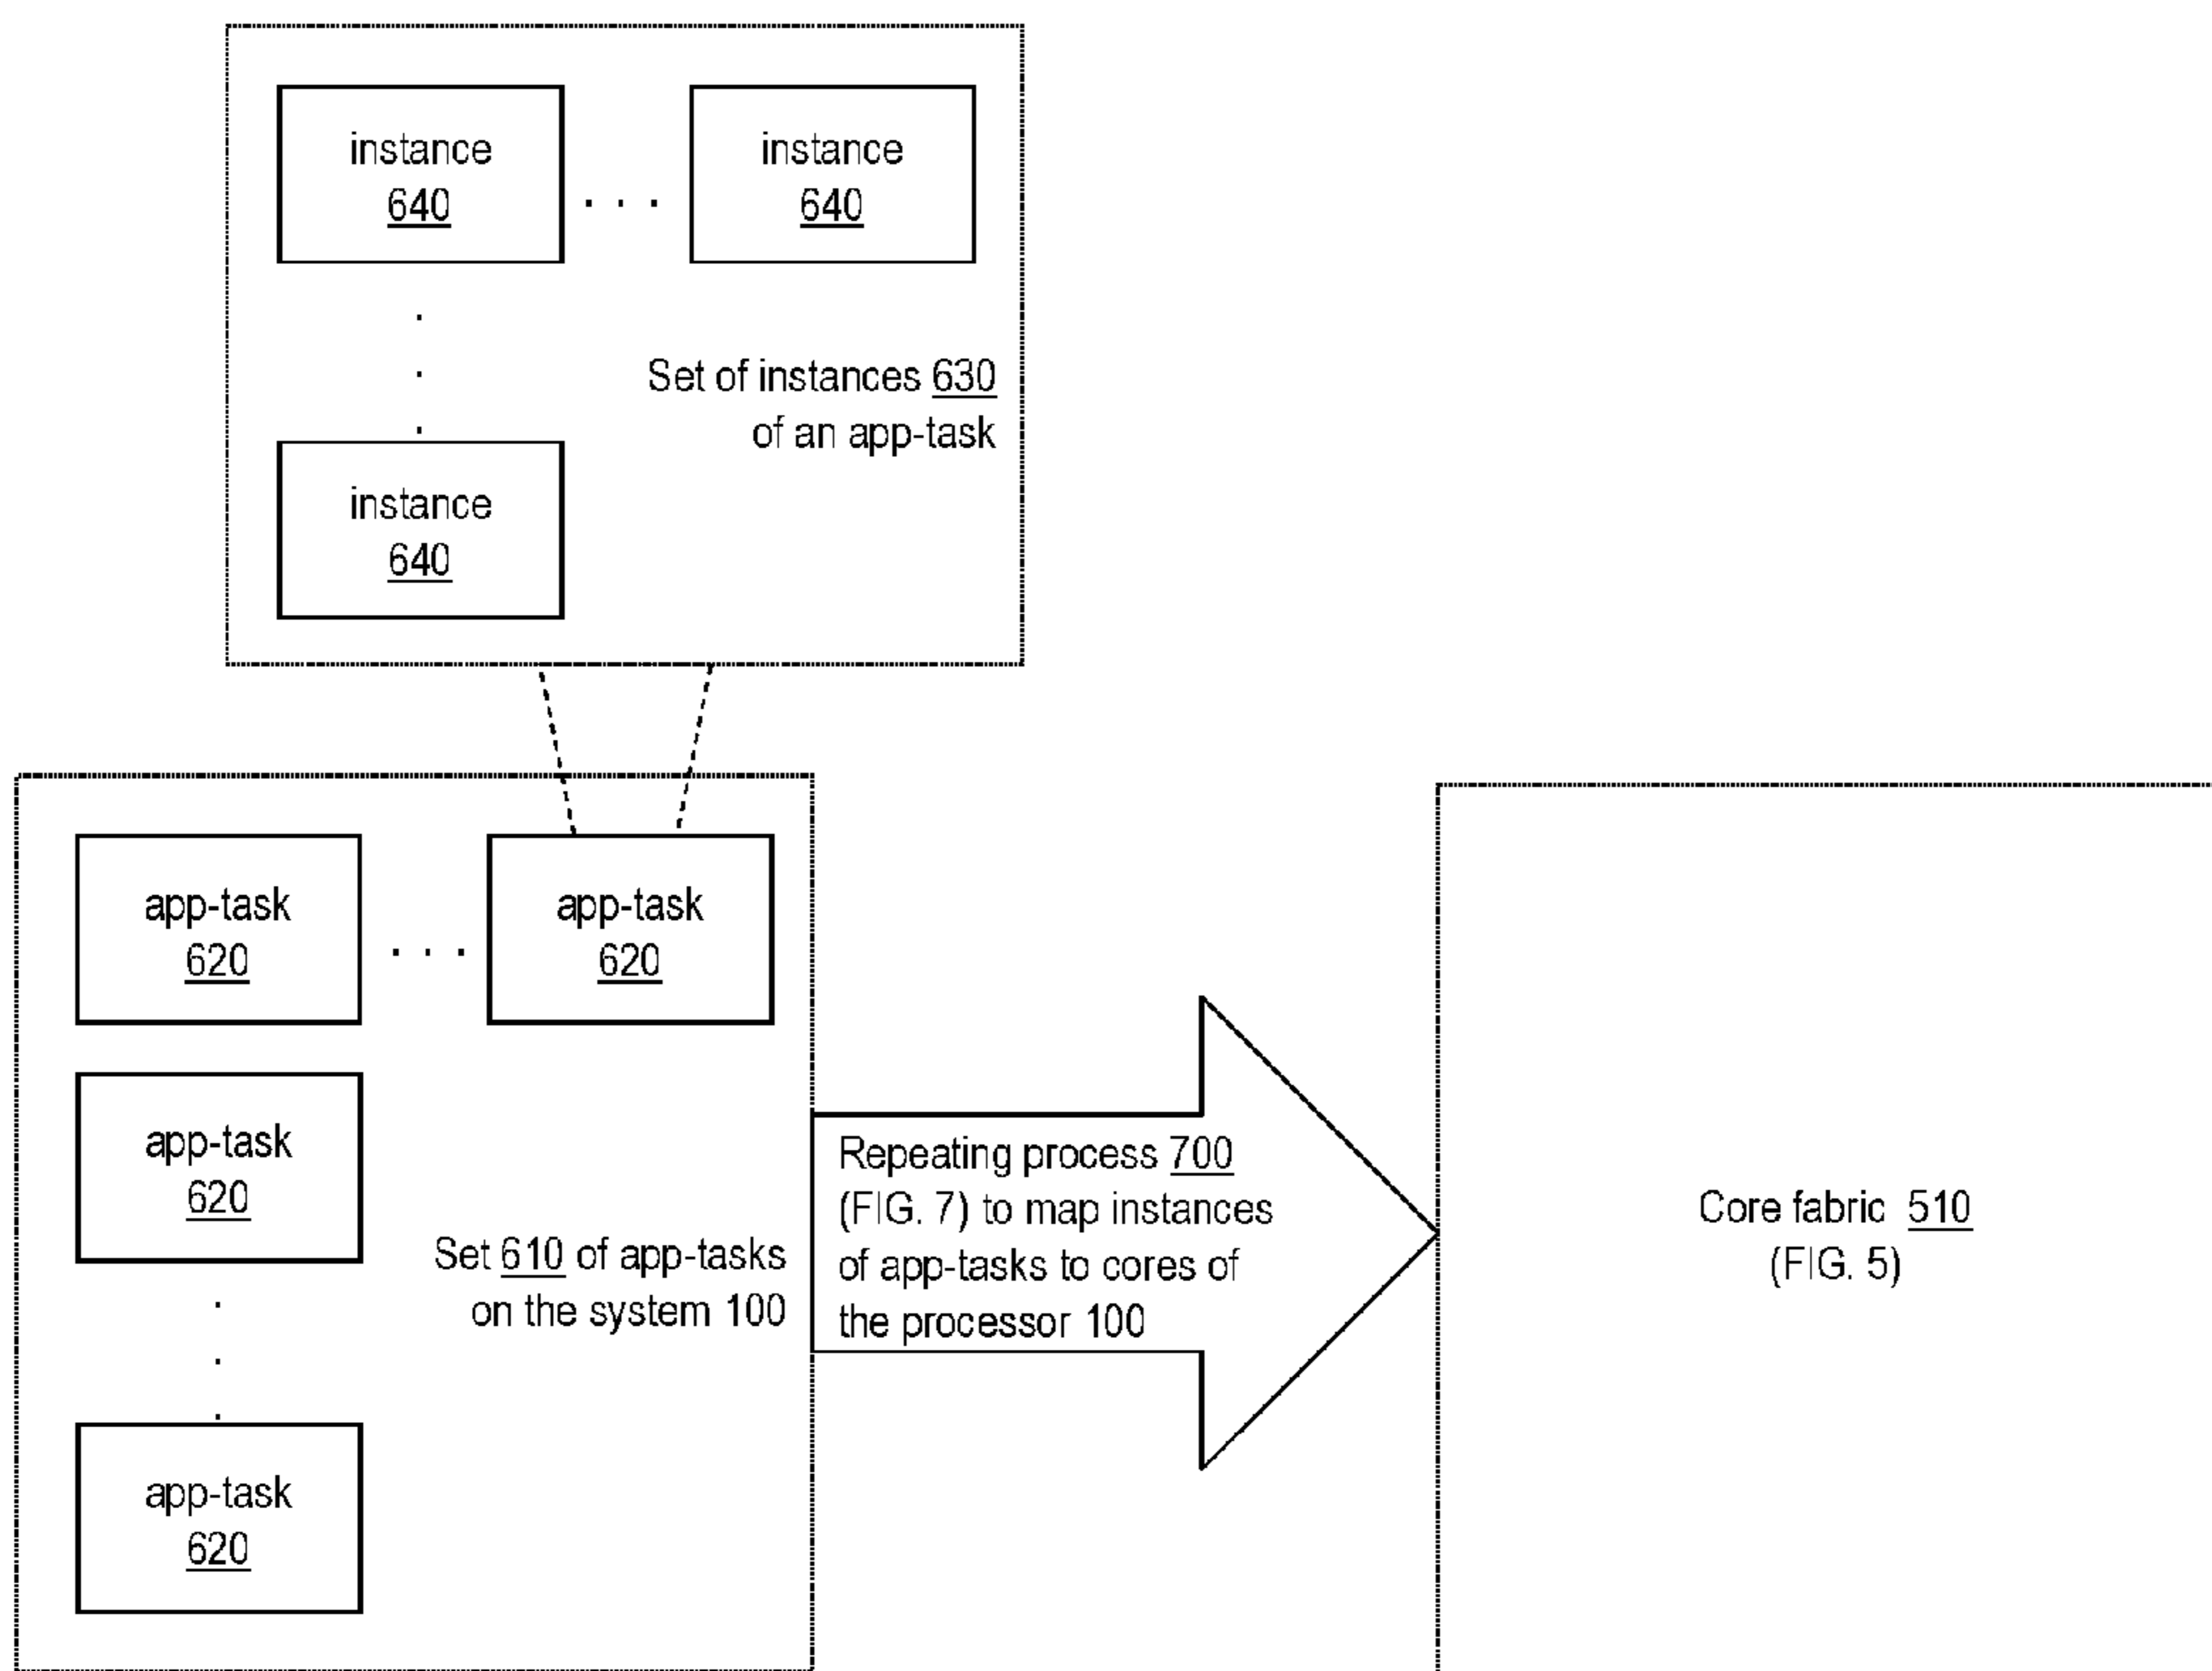 instance
640
. . .
instance
640
.
.
.
Set of instances 630
of an app-task
instance
640
app-task
620
. . .
app-task
620
app-task
620
Set 610 of app-tasks
on the system 100
.
.
.
app-task
620
Repeating process 700
(FIG. 7) to map instances
of app-tasks to cores of
the processor 100
Core fabric 510
(FIG. 5)